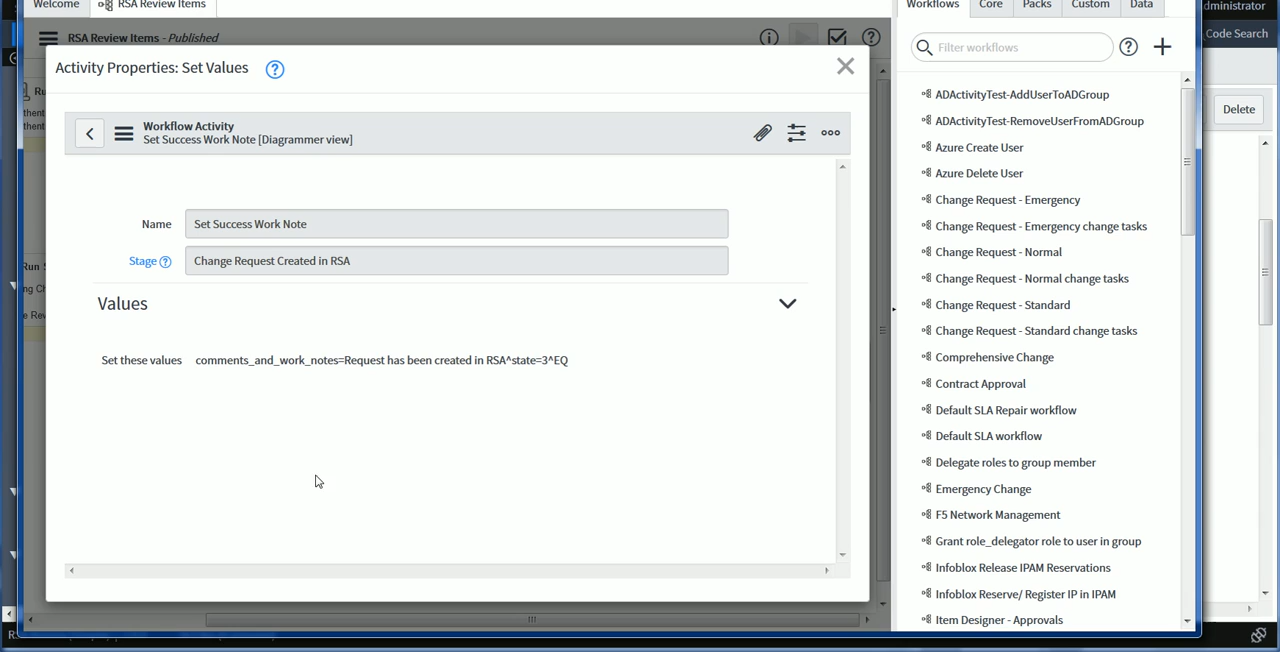 Welcome
RSA Review Items
Workflows
Core
Packs
Custom
Data
dministrator
RSA Review Items - Published
Code Search
Filter workflows
Activity Properties: Set Values
Delete
Workflow Activity
Set Success Work Note [Diagrammer view]
Name
Set Success Work Note
Stage
Change Request Created in RSA
Values
Set these values
comments_and_work_notes=Request has been created in RSA^state=3^EQ
ADActivityTest-AddUserToADGroup
ADActivityTest-RemoveUserFromADGroup
Azure Create User
Azure Delete User
Change Request - Emergency
Change Request - Emergency change tasks
Change Request - Normal
Change Request - Normal change tasks
Change Request - Standard
Change Request - Standard change tasks
Comprehensive Change
Contract Approval
Default SLA Repair workflow
Default SLA workflow
Delegate roles to group member
Emergency Change
F5 Network Management
Grant role_delegator role to user in group
Infoblox Release IPAM Reservations
Infoblox Reserve/ Register IP in IPAM
Item Designer - Approvals